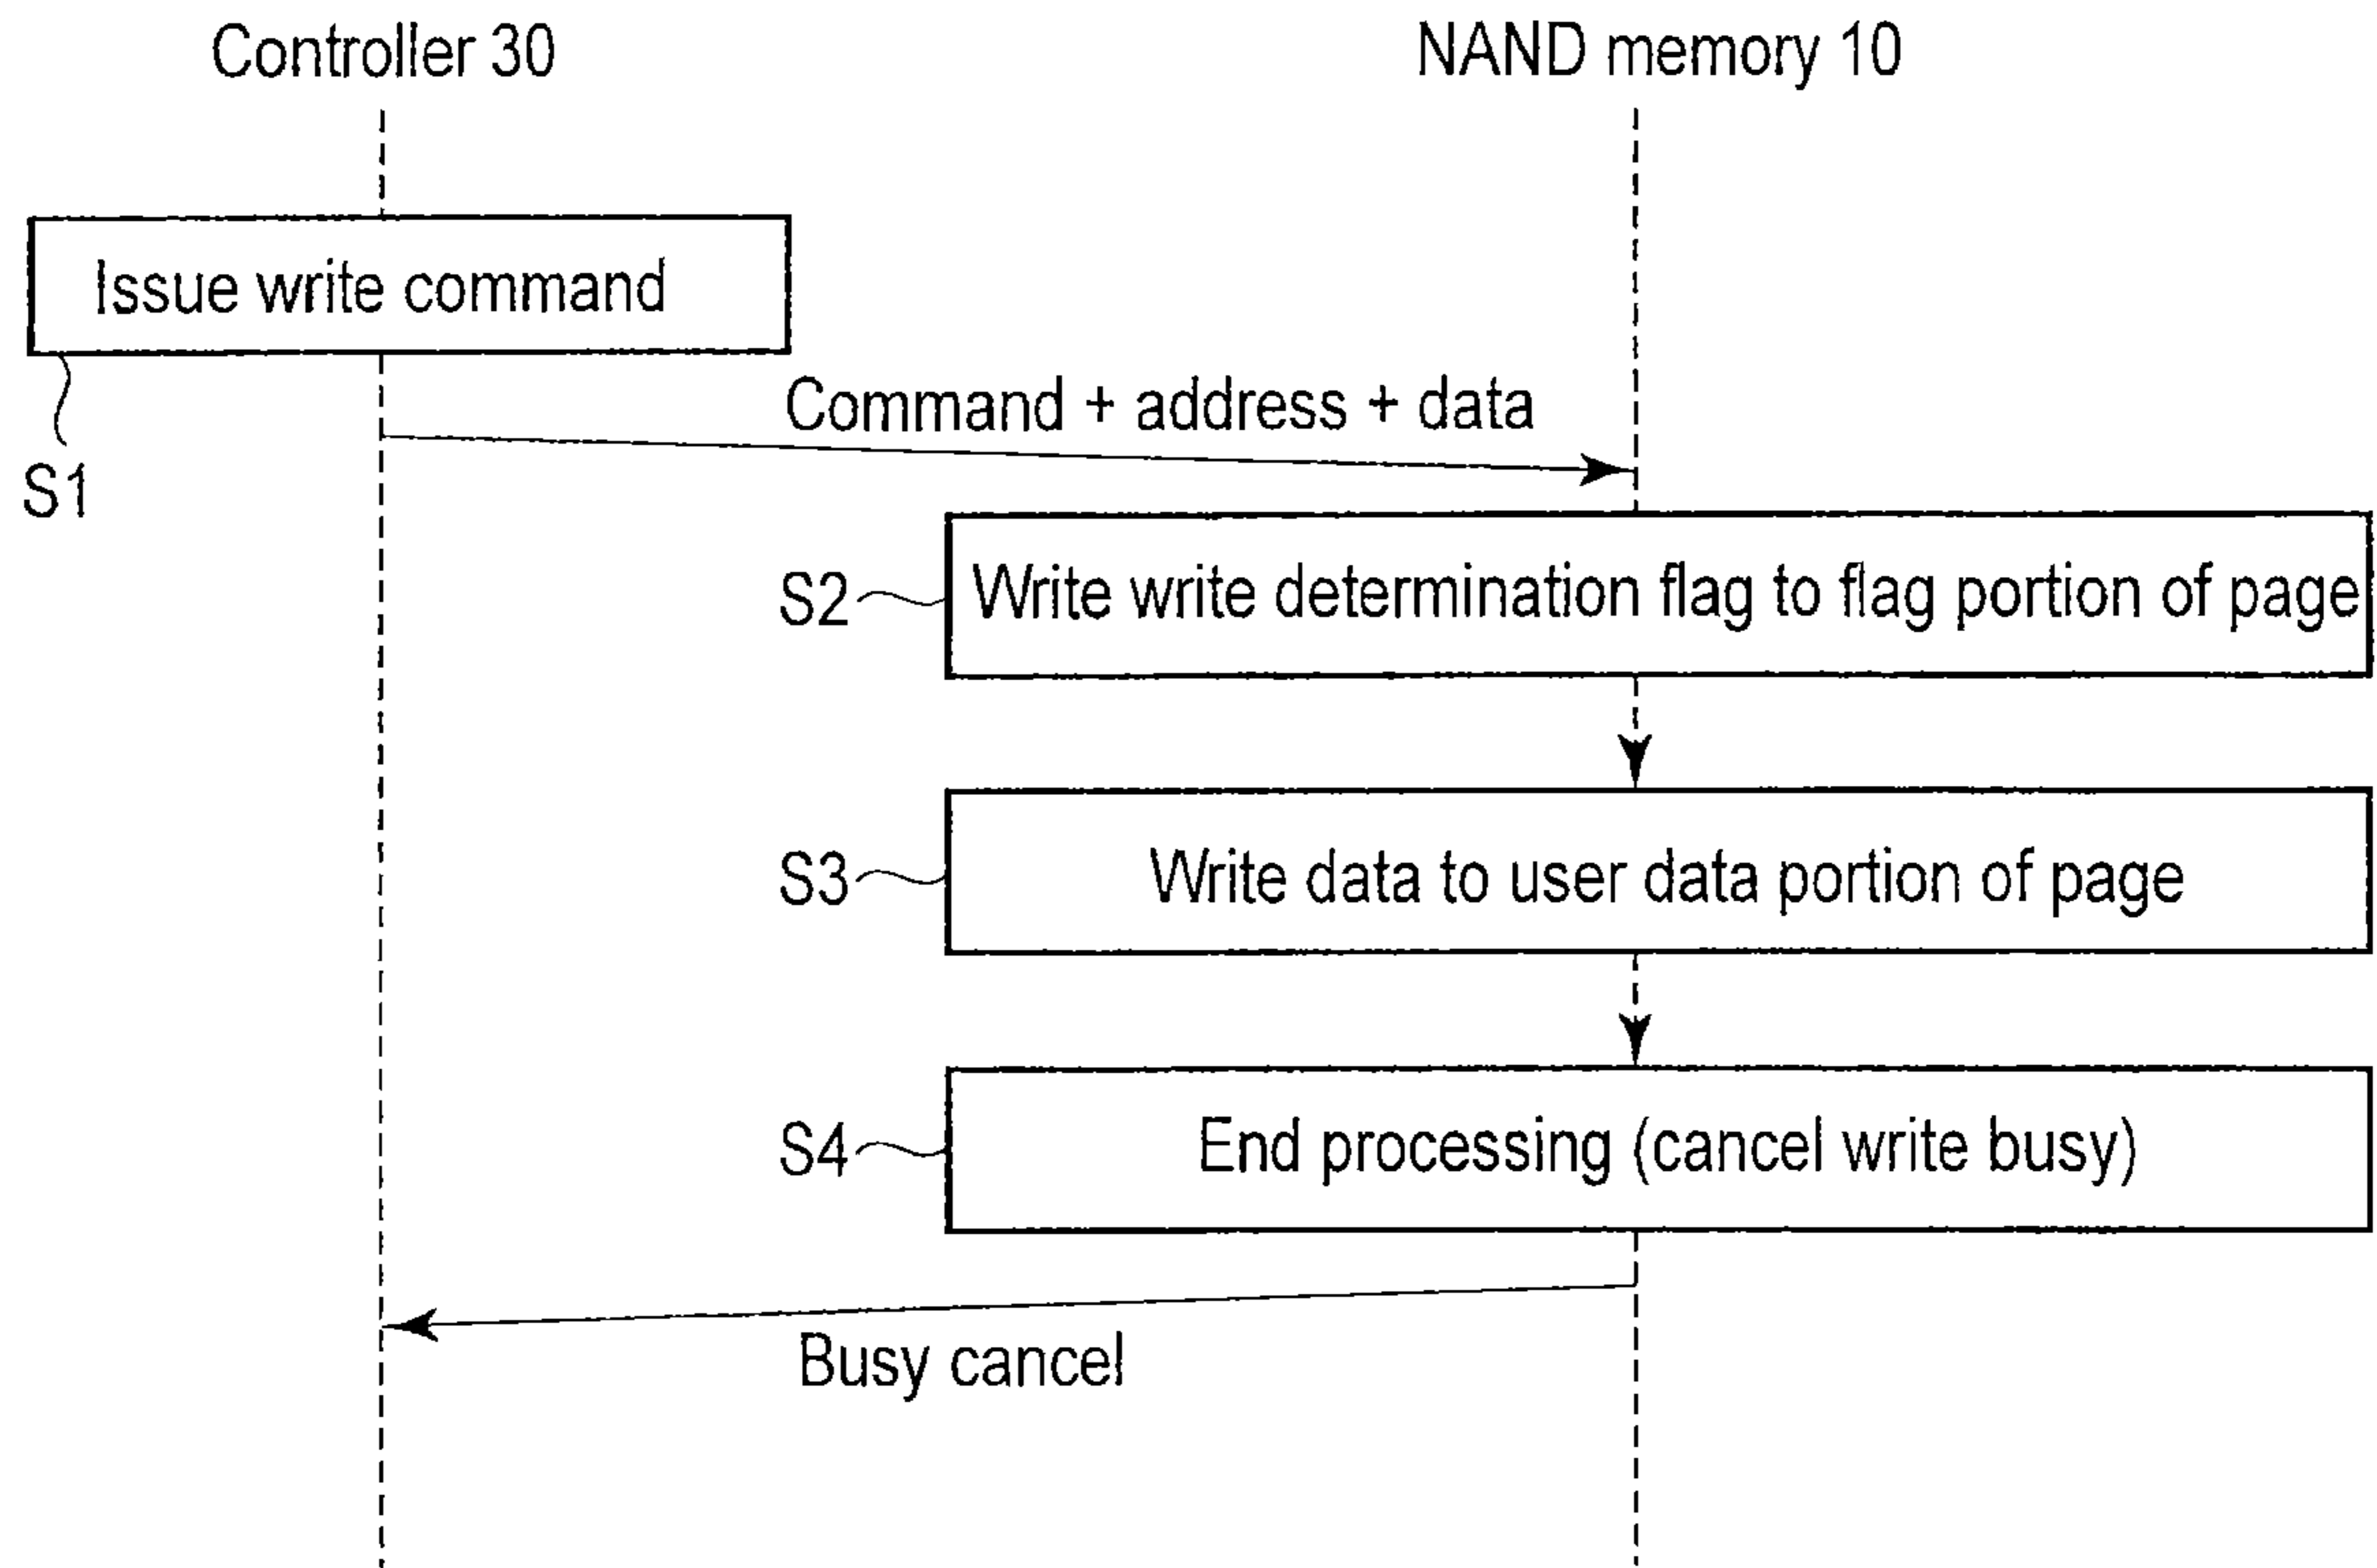 Controller 30
NAND memory 10
Issue write command
S1
Command + address + data
S2
Write write determination flag to flag portion of page
S3
Write data to user data portion of page
S4
End processing (cancel write busy)
Busy cancel